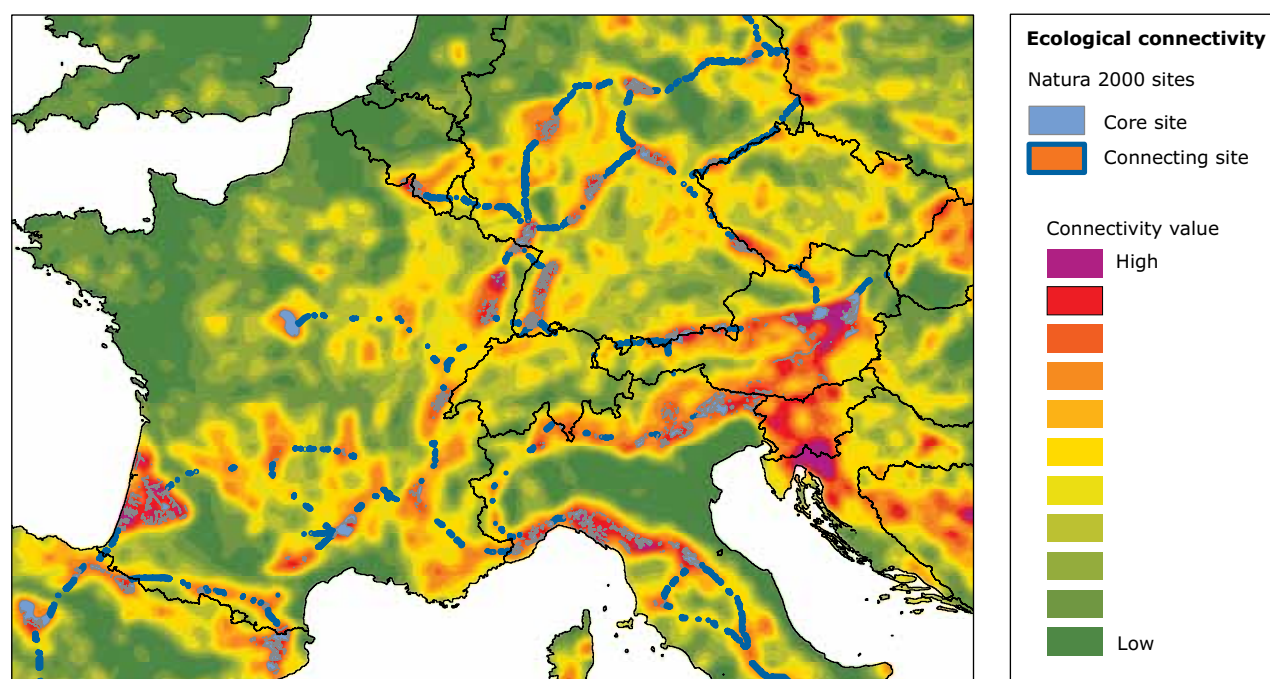 Ecological connectivity
Natura 2000 sites
Core site
Connecting site
Connectivity value
High
Low